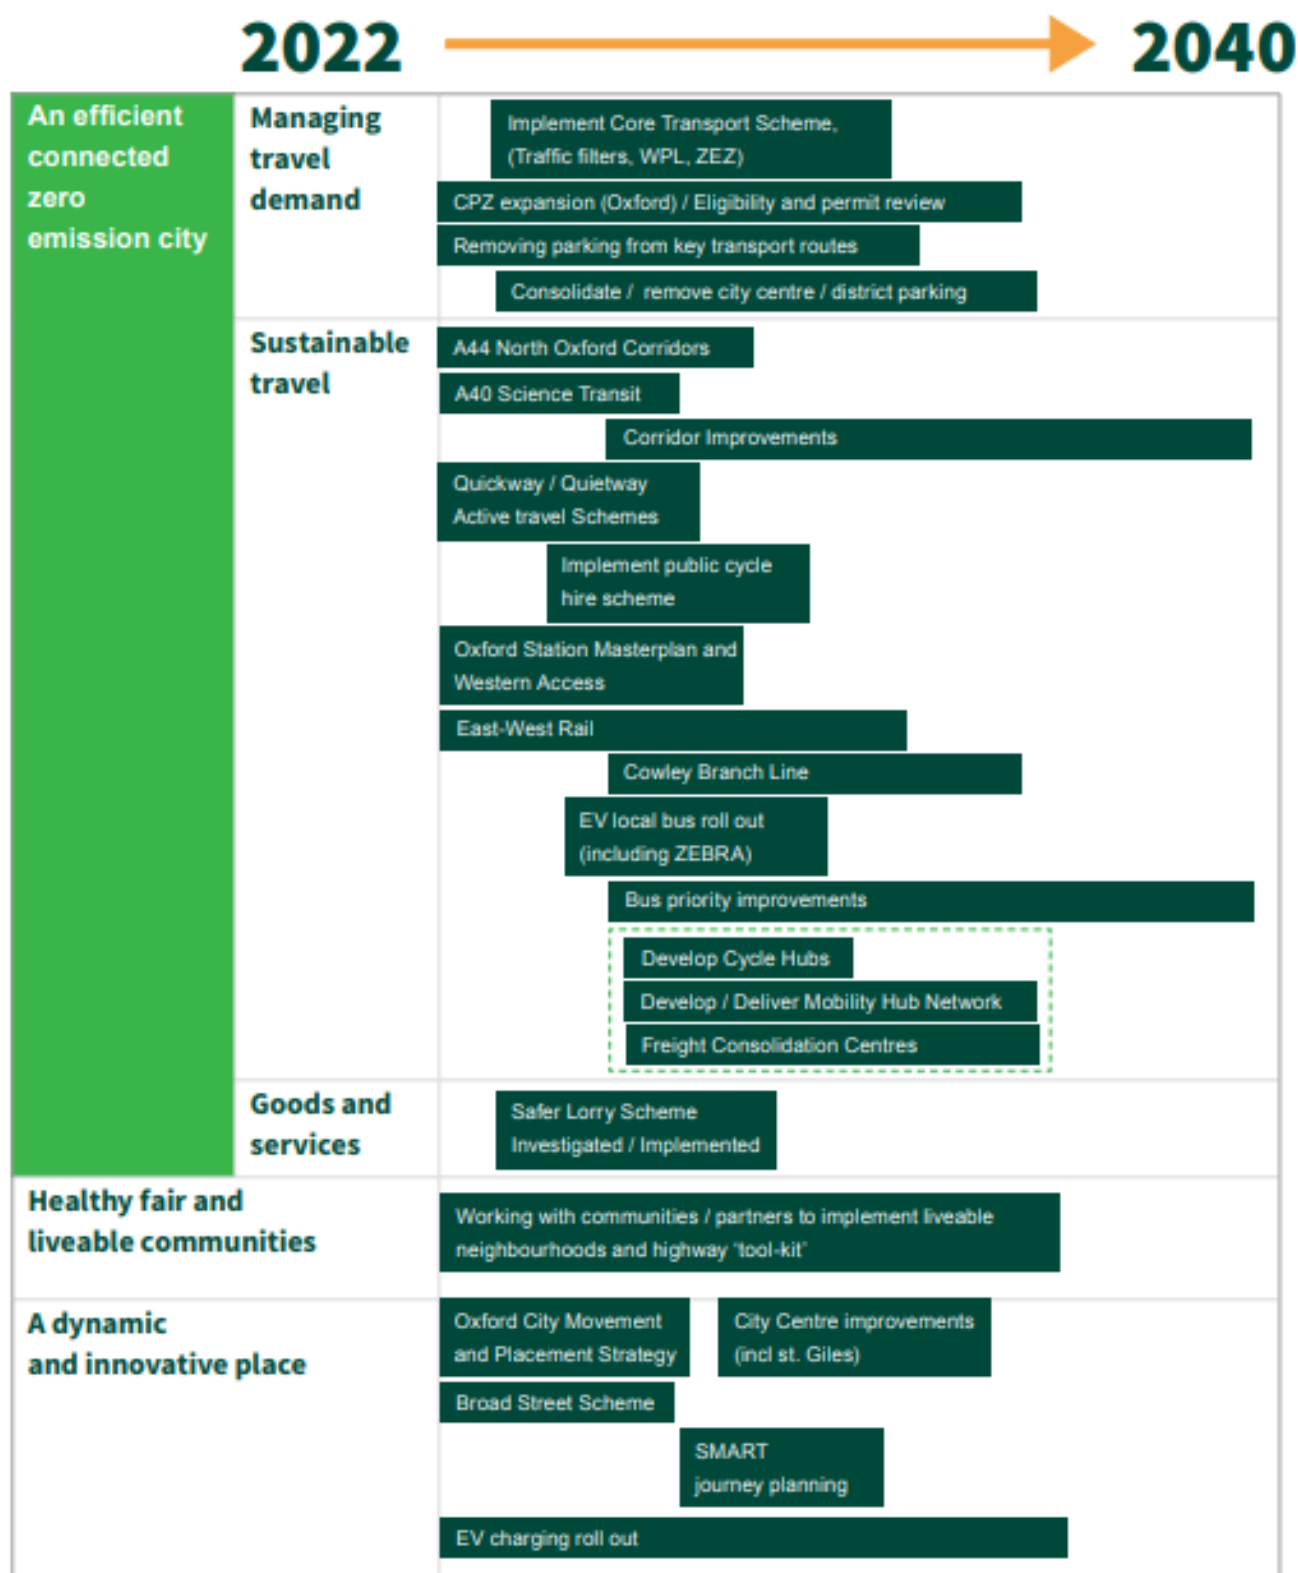 2022
2040
An efficient
connected
zero
emission city
Managing
travel
demand
Implement Core Transport Scheme,
(Traffic filters, WPL, ZEZ)
CPZ expansion (Oxford) / Eligibility and permit review
Removing parking from key transport routes
Consolidate / remove city centre / district parking
Sustainable
travel
A44 North Oxford Corridors
A40 Science Transit
Corridor Improvements
Quickway / Quietway
Active travel Schemes
Implement public cycle
hire scheme
Oxford Station Masterplan and
Western Access
East-West Rail
Cowley Branch Line
EV local bus roll out
(including ZEBRA)
Bus priority improvements
Develop Cycle Hubs
Develop / Deliver Mobility Hub Network
Freight Consolidation Centres
Goods and
services
Safer Lorry Scheme
Investigated / Implemented
Healthy fair and
liveable communities
Working with communities / partners to implement liveable
neighbourhoods and highway ‘tool-kit’
A dynamic
and innovative place
Oxford City Movement
and Placement Strategy
City Centre improvements
(incl st. Giles)
Broad Street Scheme
SMART
journey planning
EV charging roll out